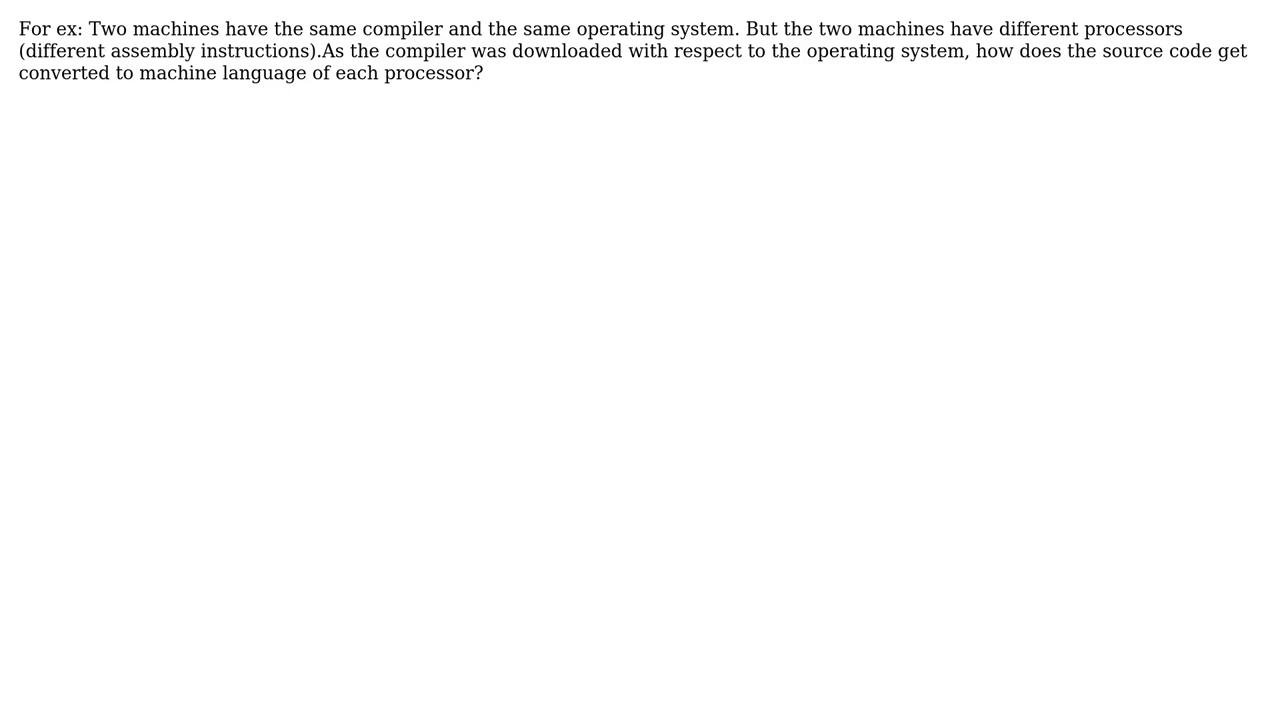 For ex: Two machines have the same compiler and the same operating system. But the two machines have different processors
(different assembly instructions).As the compiler was downloaded with respect to the operating system, how does the source code get
converted to machine language of each processor?